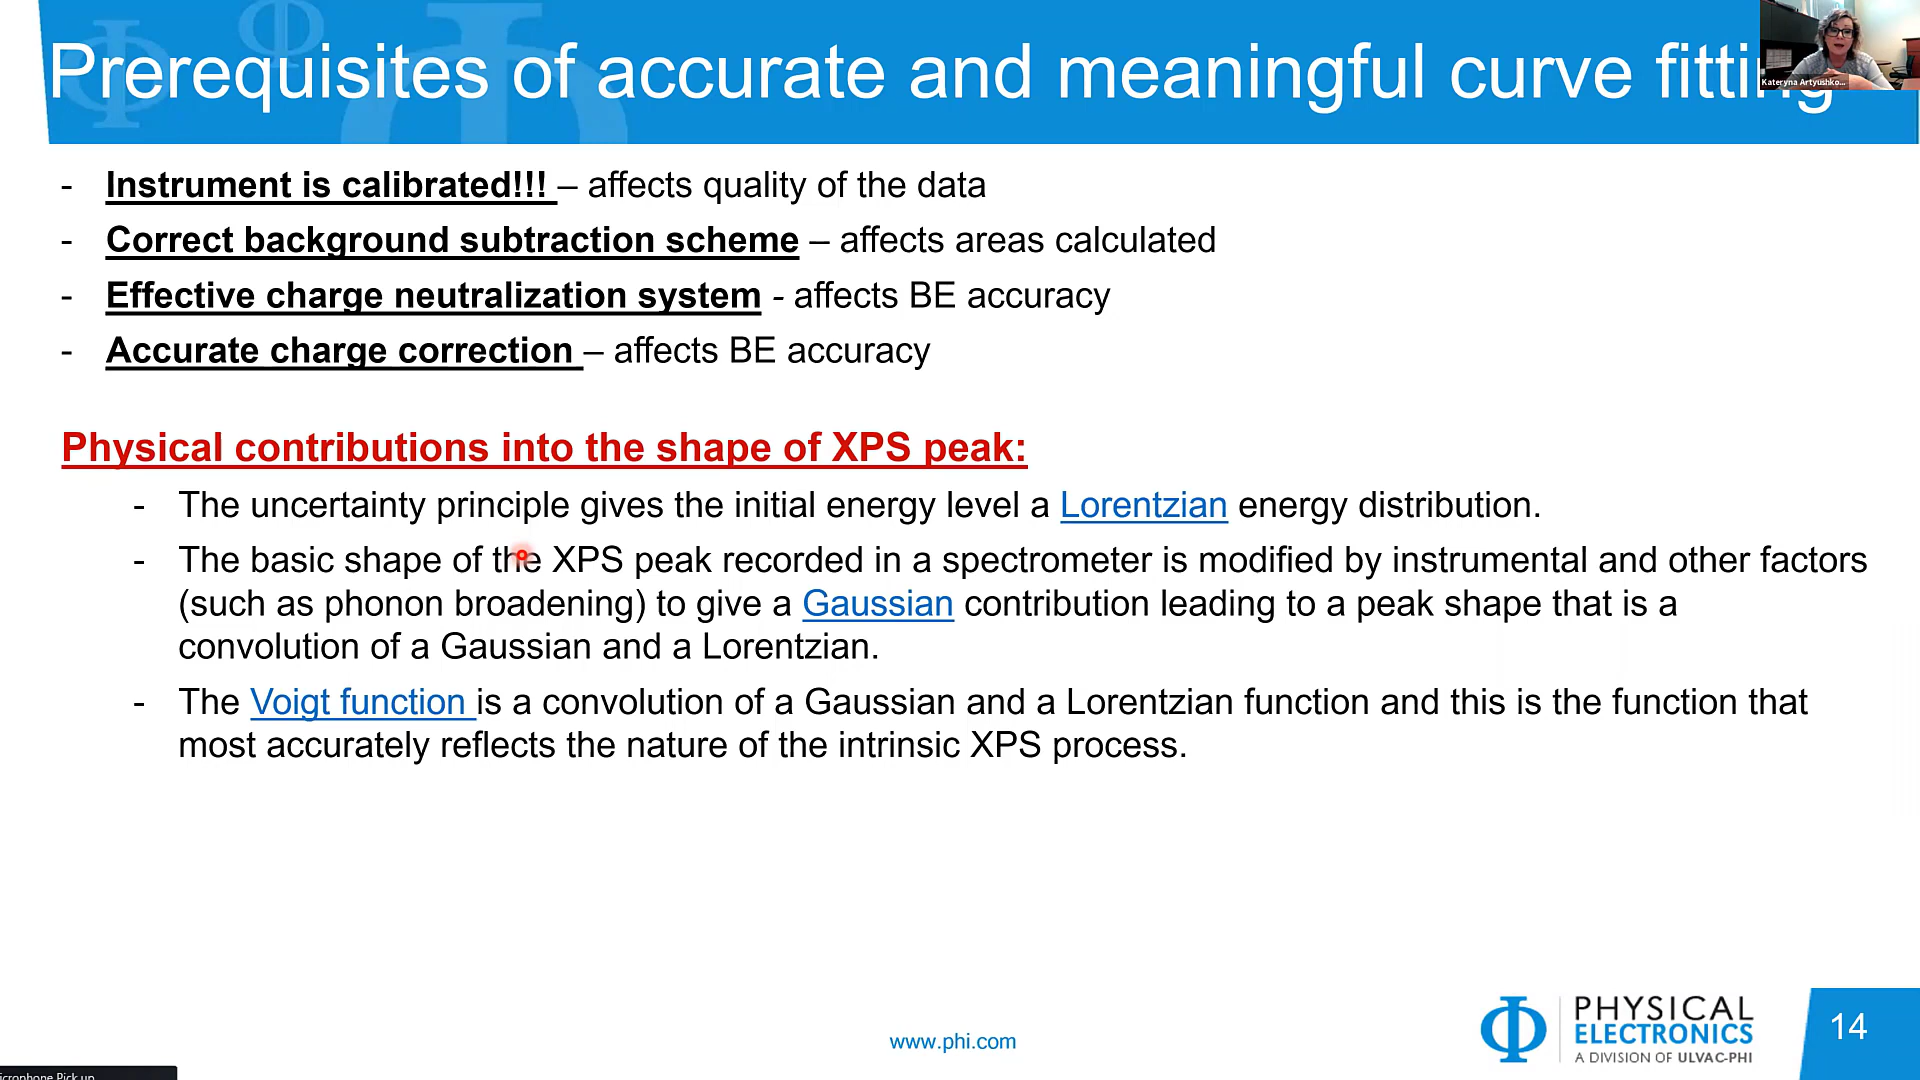 Prerequisites of accurate and meaningful curve fitting
Kateryna Artyushko...
- Instrument is calibrated!!! – affects quality of the data
- Correct background subtraction scheme – affects areas calculated
- Effective charge neutralization system - affects BE accuracy
- Accurate charge correction – affects BE accuracy
Physical contributions into the shape of XPS peak:
- The uncertainty principle gives the initial energy level a Lorentzian energy distribution.
- The basic shape of the XPS peak recorded in a spectrometer is modified by instrumental and other factors
(such as phonon broadening) to give a Gaussian contribution leading to a peak shape that is a
convolution of a Gaussian and a Lorentzian.
- The Voigt function is a convolution of a Gaussian and a Lorentzian function and this is the function that
most accurately reflects the nature of the intrinsic XPS process.
www.phi.com
PHYSICAL
ELECTRONICS
A DIVISION OF ULVAC-PHI
14